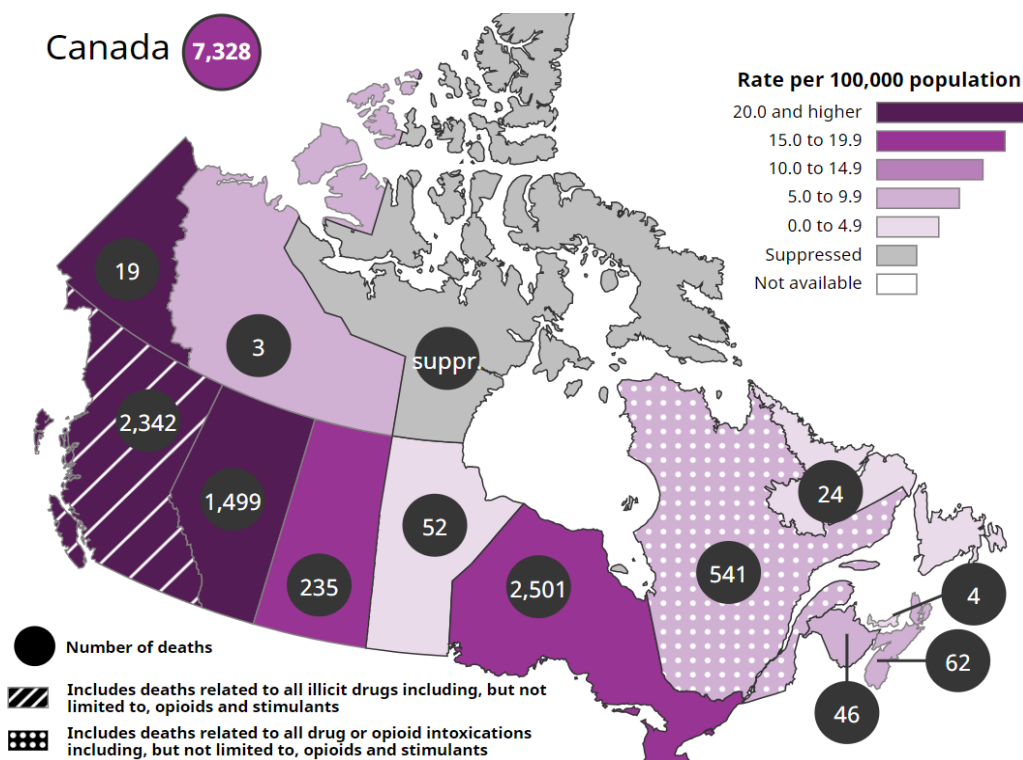 Canada 7,328
Rate per 100,000 population
20.0 and higher
15.0 to 19.9
10.0 to 14.9
5.0 to 9.9
0.0 to 4.9
Suppressed
Not available
19
3
suppr.
2,342
1,499
235
52
2,501
541
24
4
62
46
Number of deaths
Includes deaths related to all illicit drugs including, but not
limited to, opioids and stimulants
Includes deaths related to all drug or opioid intoxications
including, but not limited to, opioids and stimulants